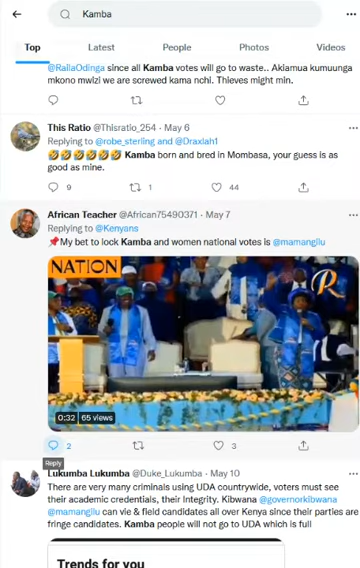 Kamba
Top Latest People Photos Videos
@RailaOdinga since all Kamba votes will go to waste.. Akiamua kumuunga
mkono mwizi we are screwed kama nchi. Thieves might min.
This Ratio @Thisratio_254 · May 6
Replying to @robe_sterling and @Draxlah1
🤣🤣🤣🤣🤣🤣 Kamba born and bred in Mombasa, your guess is as
good as mine.
9 1 44
African Teacher @African75490371 · May 7
Replying to @Kenyans
📌My bet to lock Kamba and women national votes is @mamangilu
NATION
R
0:32 65 views
2 3
Reply
Lukumba Lukumba @Duke_Lukumba · May 10
There are very many criminals using UDA countrywide, voters must see
their academic credentials, their Integrity. Kibwana @governorkibwana
@mamangilu can vie & field candidates all over Kenya since their parties are
fringe candidates. Kamba people will not go to UDA which is full
Trends for you